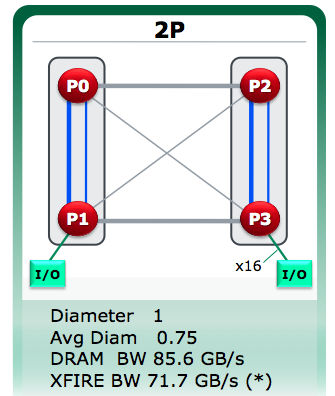 2P
P0
P2
P1
P3
I/O
x16
I/O
Diameter 1
Avg Diam 0.75
DRAM BW 85.6 GB/s
XFIRE BW 71.7 GB/s (*)